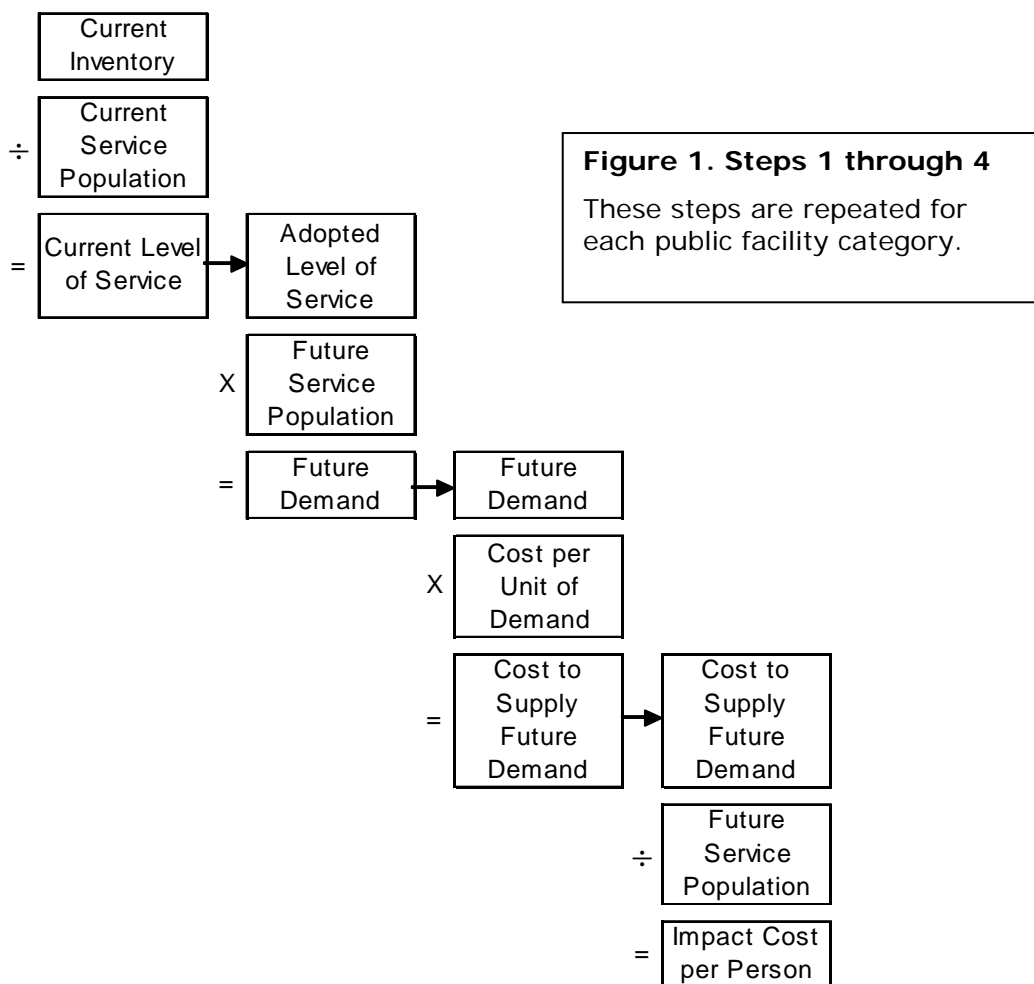 Current
Inventory
÷
Current
Service
Population
=
Current Level
of Service
Adopted
Level of
Service
X
Future
Service
Population
=
Future
Demand
Future
Demand
X
Cost per
Unit of
Demand
=
Cost to
Supply
Future
Demand
Cost to
Supply
Future
Demand
÷
Future
Service
Population
=
Impact Cost
per Person
Figure 1. Steps 1 through 4
These steps are repeated for
each public facility category.